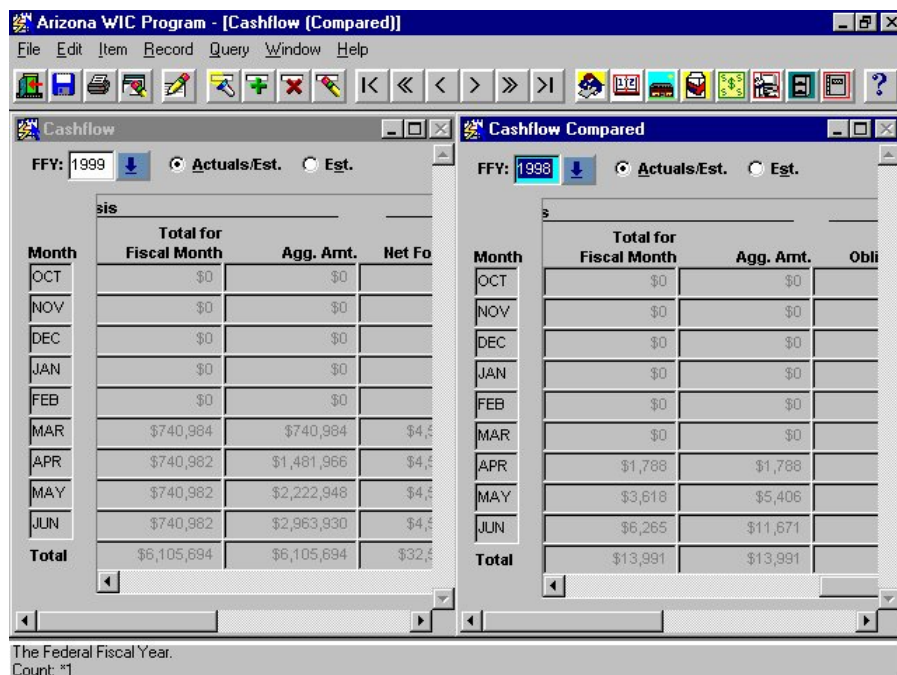 Arizona WIC Program - [Cashflow (Compared)]
File Edit Item Record Query Window Help
Cashflow
FFY: 1999 Actuals/Est. Est.
sis
Month Total for Fiscal Month Agg. Amt. Net Fo
OCT $0 $0
NOV $0 $0
DEC $0 $0
JAN $0 $0
FEB $0 $0
MAR $740,984 $740,984 $4,5
APR $740,982 $1,481,966 $4,5
MAY $740,982 $2,222,948 $4,5
JUN $740,982 $2,963,930 $4,5
Total $6,105,694 $6,105,694 $32,5
Cashflow Compared
FFY: 1998 Actuals/Est. Est.
s
Month Total for Fiscal Month Agg. Amt. Obli
OCT $0 $0
NOV $0 $0
DEC $0 $0
JAN $0 $0
FEB $0 $0
MAR $0 $0
APR $1,788 $1,788
MAY $3,618 $5,406
JUN $6,265 $11,671
Total $13,991 $13,991
The Federal Fiscal Year.
Count: *1